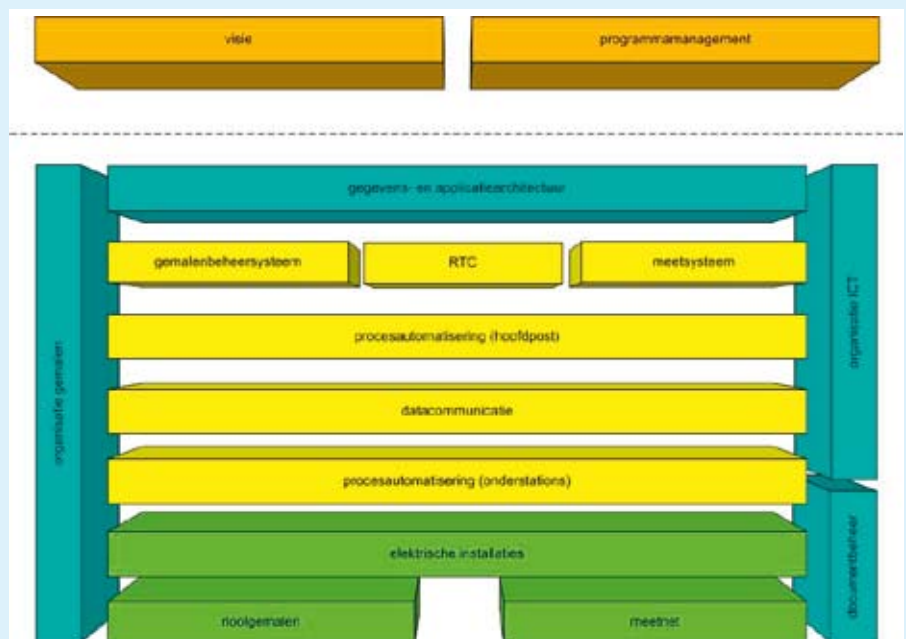 visie
programmamanagement
gegevens- en applicatiearchitectuur
organisatie gemalen
gemalenbeheersysteem
RTC
meetsysteem
organisatie ICT
procesautomatisering (hoofdpost)
datacommunicatie
procesautomatisering (onderstations)
elektrische installaties
documentbeheer
rioolgemalen
meetnet